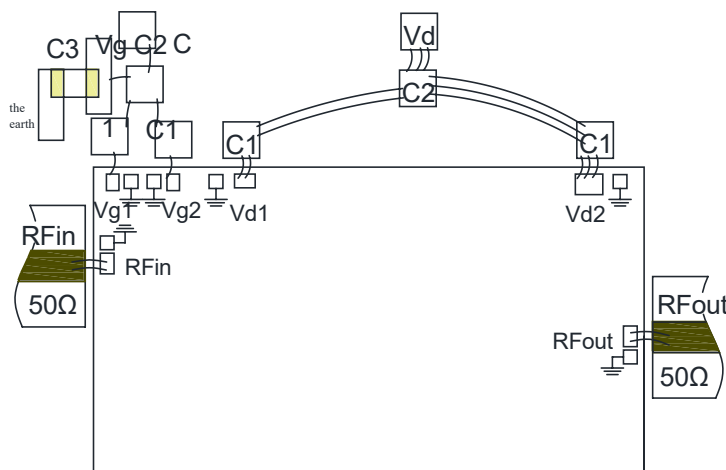 Vd
C3 Vg C2 C
C2
the
earth
1 C1 C1 C1
Vg1 Vg2 Vd1 Vd2
RFin
RFin
50Ω
RFout
RFout
50Ω